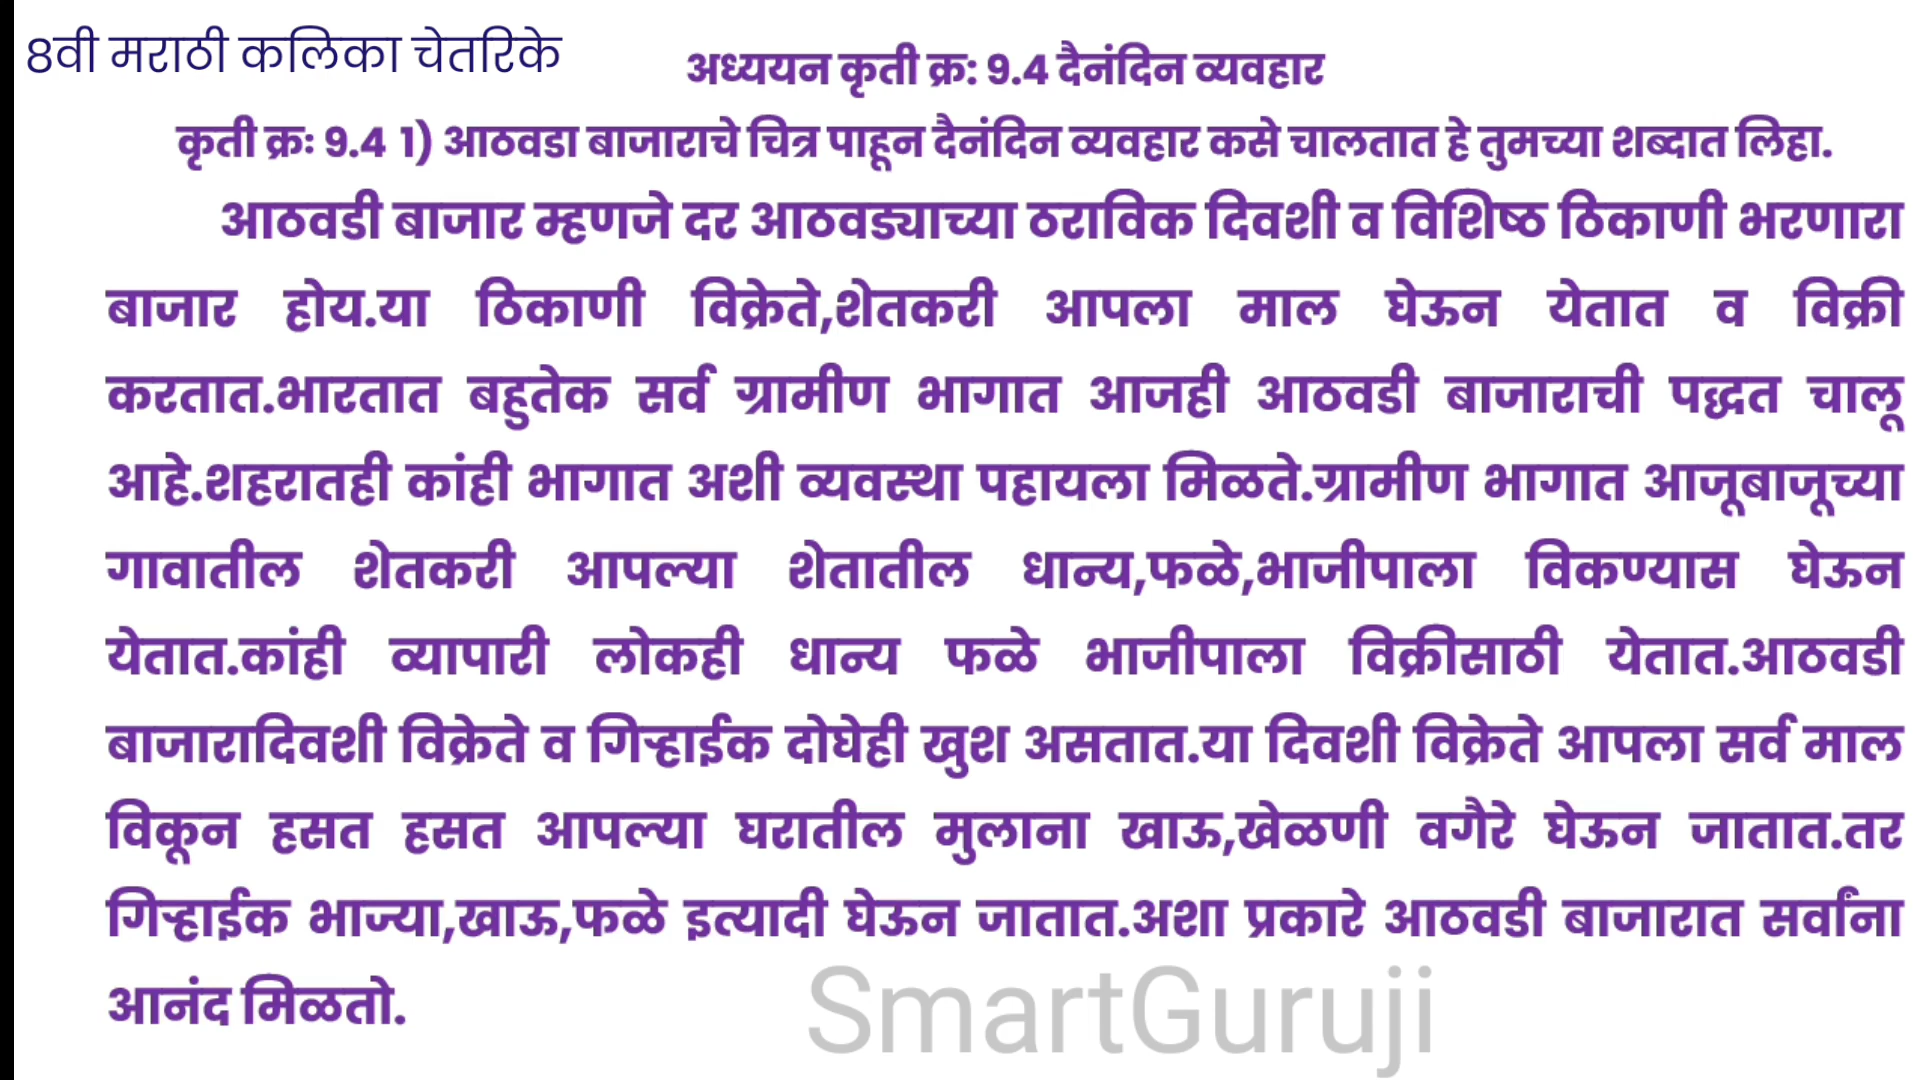 8वी मराठी कलिका चेतरिके
अध्ययन कृती क्र: 9.4 दैनंदिन व्यवहार
कृती क्रः 9.4 1) आठवडा बाजाराचे चित्र पाहून दैनंदिन व्यवहार कसे चालतात हे तुमच्या शब्दात लिहा.
आठवडी बाजार म्हणजे दर आठवड्याच्या ठराविक दिवशी व विशिष्ठ ठिकाणी भरणारा
बाजार होय.या ठिकाणी विक्रेते,शेतकरी आपला माल घेऊन येतात व विक्री
करतात.भारतात बहुतेक सर्व ग्रामीण भागात आजही आठवडी बाजाराची पद्धत चालू
आहे.शहरातही कांही भागात अशी व्यवस्था पहायला मिळते.ग्रामीण भागात आजूबाजूच्या
गावातील शेतकरी आपल्या शेतातील धान्य,फळे,भाजीपाला विकण्यास घेऊन
येतात.कांही व्यापारी लोकही धान्य फळे भाजीपाला विक्रीसाठी येतात.आठवडी
बाजारादिवशी विक्रेते व गिऱ्हाईक दोघेही खुश असतात.या दिवशी विक्रेते आपला सर्व माल
विकून हसत हसत आपल्या घरातील मुलाना खाऊ,खेळणी वगैरे घेऊन जातात.तर
गिऱ्हाईक भाज्या,खाऊ,फळे इत्यादी घेऊन जातात.अशा प्रकारे आठवडी बाजारात सर्वांना
आनंद मिळतो.
SmartGuruji